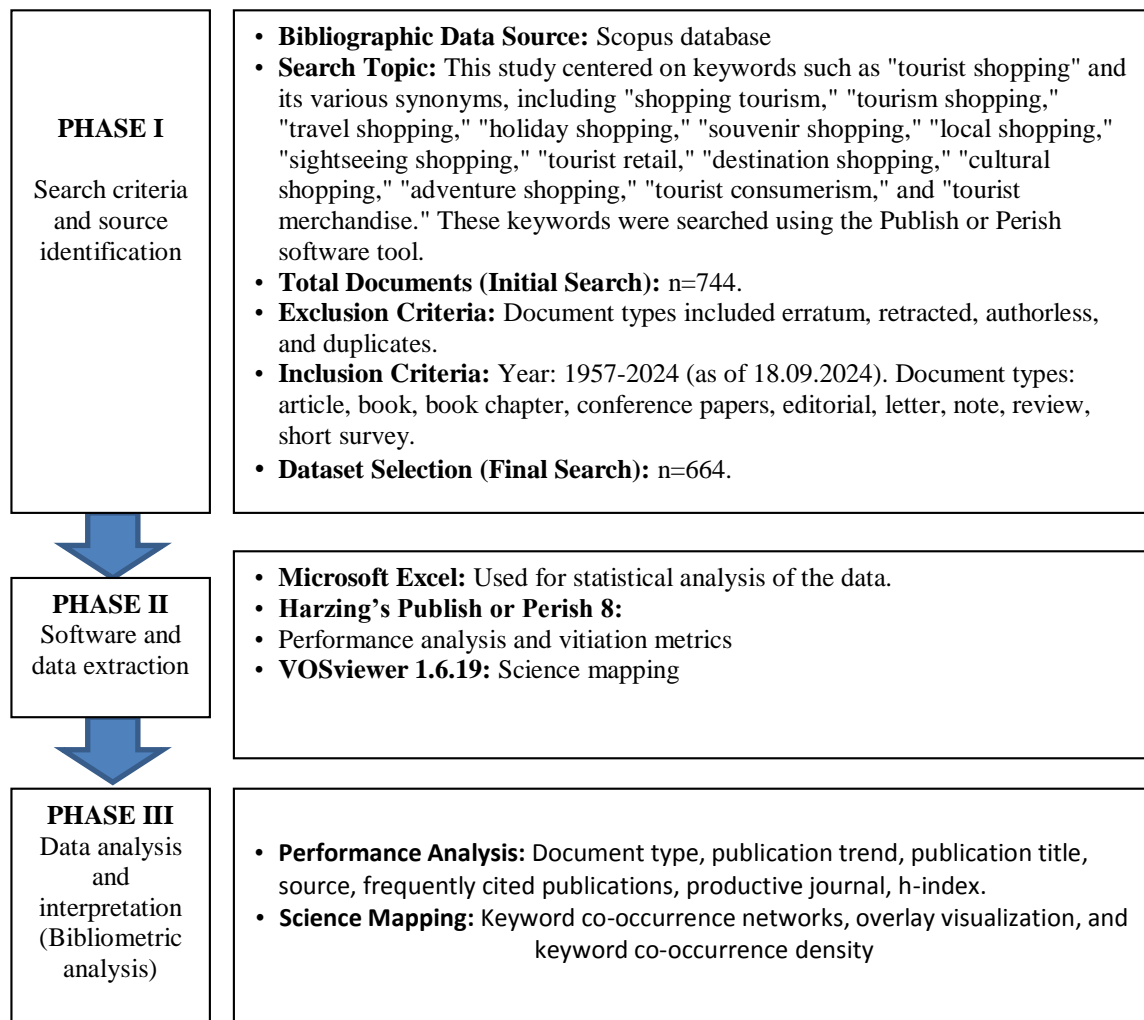 PHASE I
Search criteria
and source
identification
• Bibliographic Data Source: Scopus database
• Search Topic: This study centered on keywords such as "tourist shopping" and
its various synonyms, including "shopping tourism," "tourism shopping,"
"travel shopping," "holiday shopping," "souvenir shopping," "local shopping,"
"sightseeing shopping," "tourist retail," "destination shopping," "cultural
shopping," "adventure shopping," "tourist consumerism," and "tourist
merchandise." These keywords were searched using the Publish or Perish
software tool.
• Total Documents (Initial Search): n=744.
• Exclusion Criteria: Document types included erratum, retracted, authorless,
and duplicates.
• Inclusion Criteria: Year: 1957-2024 (as of 18.09.2024). Document types:
article, book, book chapter, conference papers, editorial, letter, note, review,
short survey.
• Dataset Selection (Final Search): n=664.
PHASE II
Software and
data extraction
• Microsoft Excel: Used for statistical analysis of the data.
• Harzing’s Publish or Perish 8:
• Performance analysis and vitiation metrics
• VOSviewer 1.6.19: Science mapping
PHASE III
Data analysis
and
interpretation
(Bibliometric
analysis)
• Performance Analysis: Document type, publication trend, publication title,
source, frequently cited publications, productive journal, h-index.
• Science Mapping: Keyword co-occurrence networks, overlay visualization, and
keyword co-occurrence density